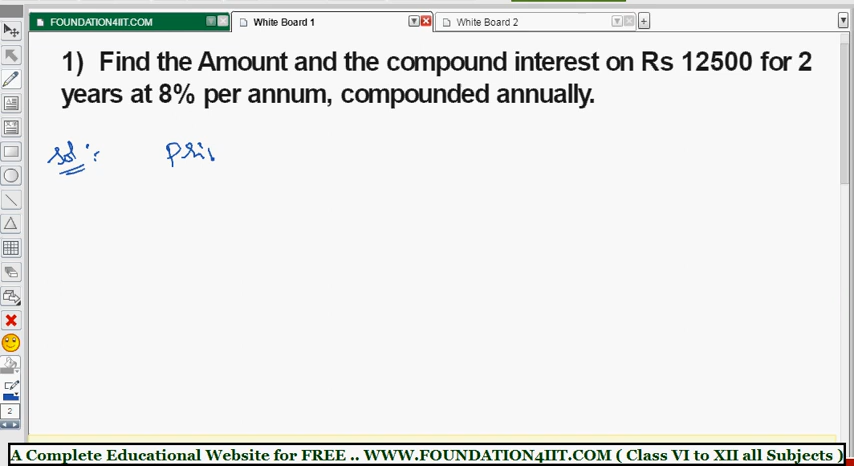 FOUNDATION4IIT.COM White Board 1 White Board 2
1) Find the Amount and the compound interest on Rs 12500 for 2
years at 8% per annum, compounded annually.
Sol : Pri
2
A Complete Educational Website for FREE .. WWW.FOUNDATION4IIT.COM ( Class VI to XII all Subjects )